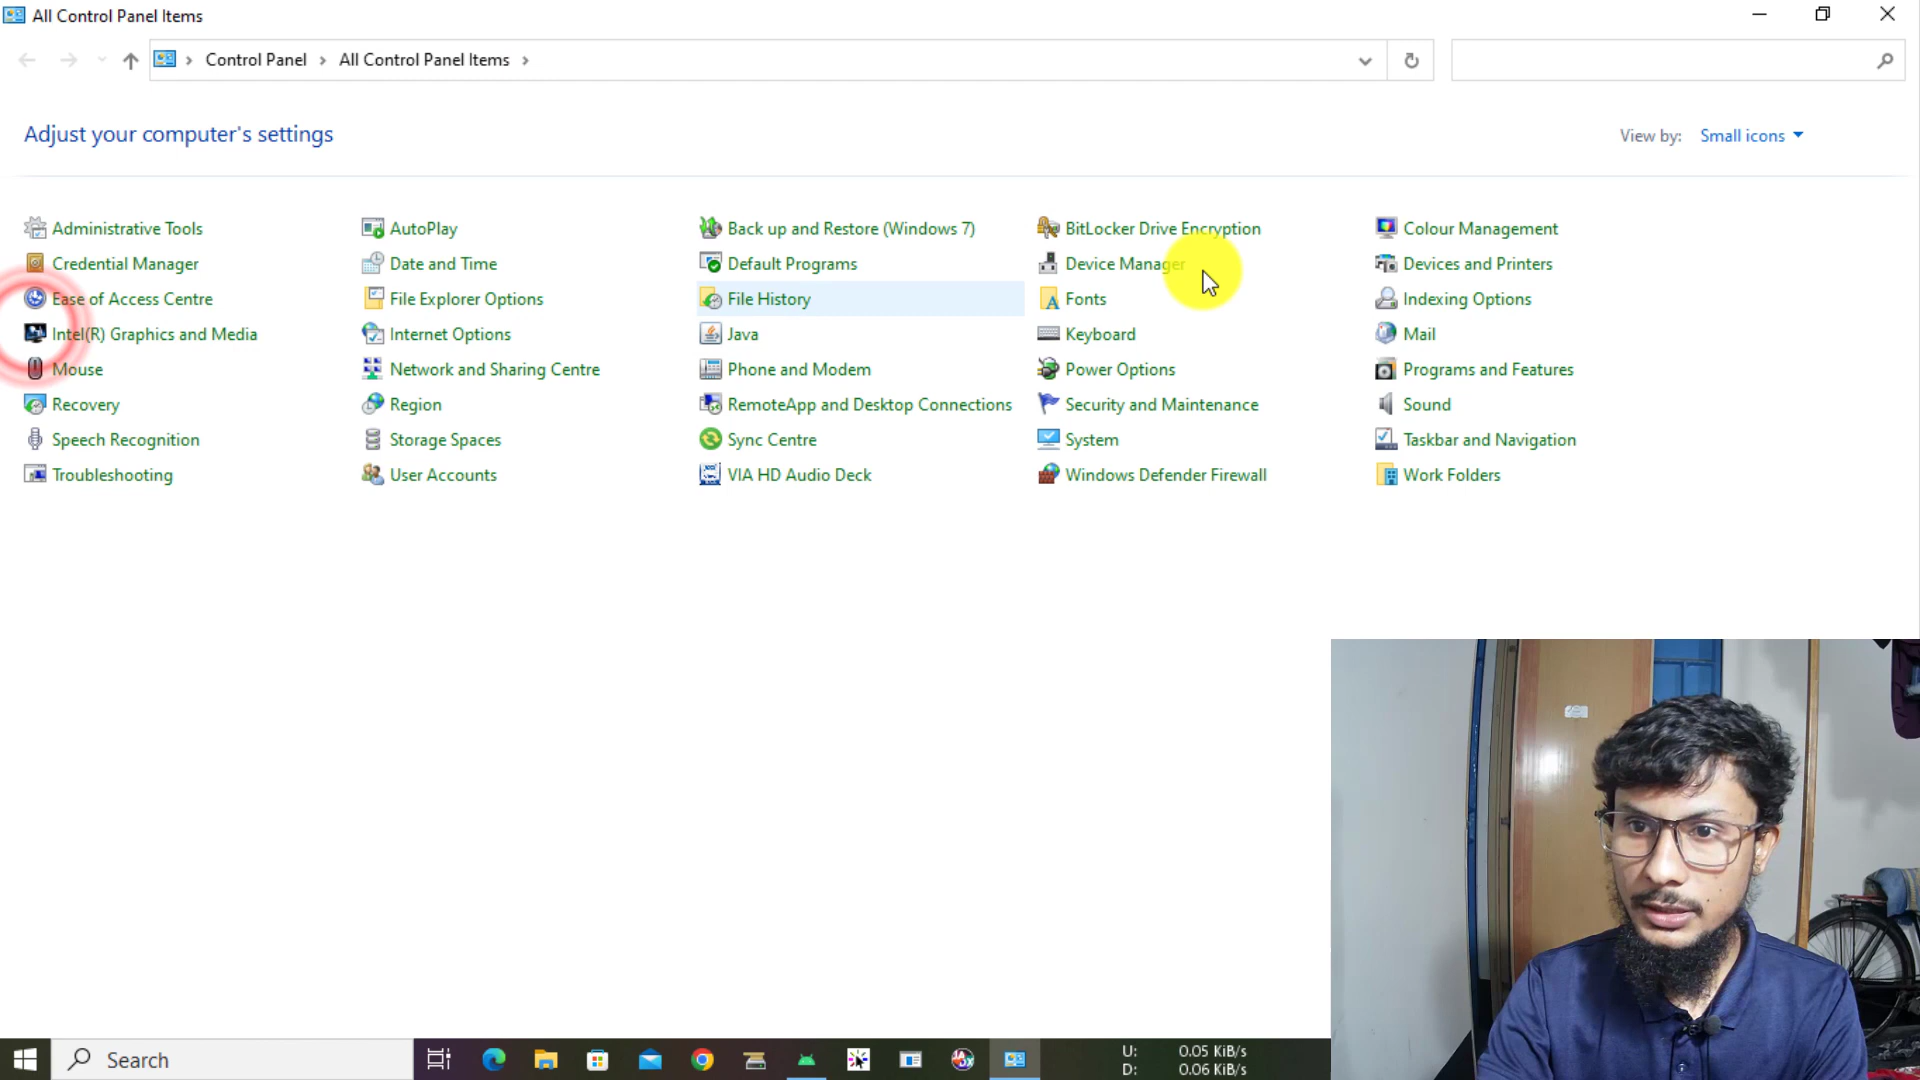 All Control Panel Items
Control Panel > All Control Panel Items >
Adjust your computer's settings
View by: Small icons
Administrative Tools
AutoPlay
Back up and Restore (Windows 7)
BitLocker Drive Encryption
Colour Management
Credential Manager
Date and Time
Default Programs
Device Manager
Devices and Printers
Ease of Access Centre
File Explorer Options
File History
Fonts
Indexing Options
Intel(R) Graphics and Media
Internet Options
Java
Keyboard
Mail
Mouse
Network and Sharing Centre
Phone and Modem
Power Options
Programs and Features
Recovery
Region
RemoteApp and Desktop Connections
Security and Maintenance
Sound
Speech Recognition
Storage Spaces
Sync Centre
System
Taskbar and Navigation
Troubleshooting
User Accounts
VIA HD Audio Deck
Windows Defender Firewall
Work Folders
Search
U: 0.05 KiB/s
D: 0.06 KiB/s